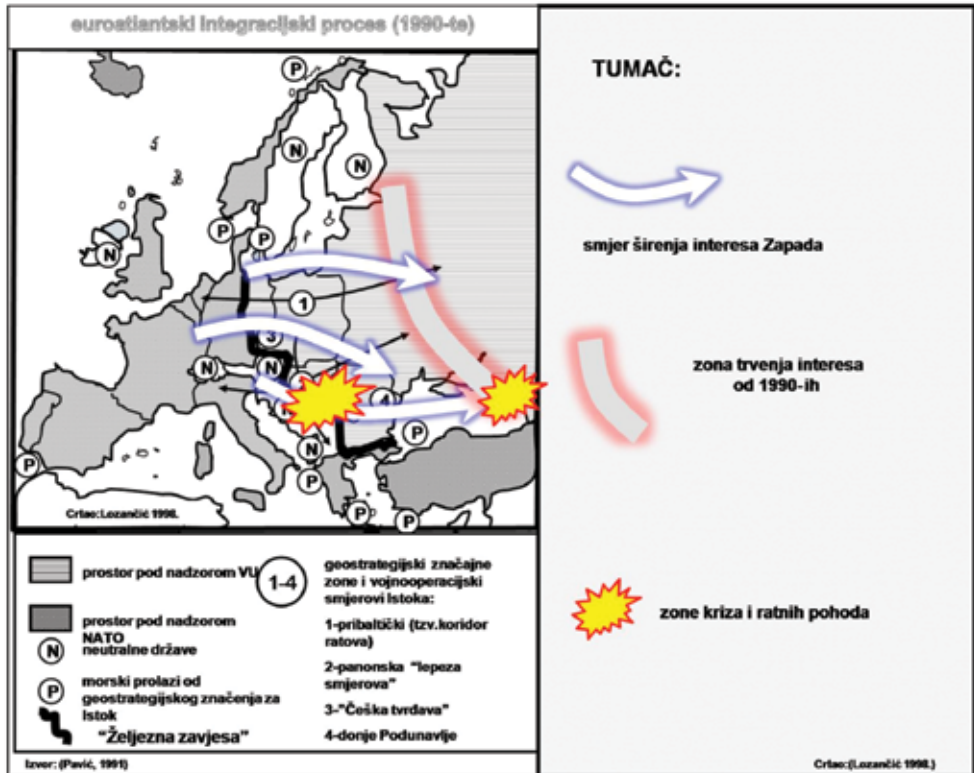 euroatlantski integracijski proces (1990-te)
P
N
N
P
P
N
1
3
N
N
4
P
N
P
P
P
P
Crtao:Lozančić 1998.
prostor pod nadzorom VU
prostor pod nadzorom
NATO
N
neutralne države
P
morski prolazi od
geostrategijskog značenja za
Istok
"Željezna zavjesa"
1-4
geostrategijski značajne
zone i vojnooperacijski
smjerovi Istoka:
1-pribaltički (tzv.koridor
ratova)
2-panonska "lepeza
smjerova"
3-"Češka tvrđava"
4-donje Podunavlje
Izvor: (Pavić, 1991)
TUMAČ:
smjer širenja interesa Zapada
zona trvenja interesa
od 1990-ih
zone kriza i ratnih pohoda
Crtao:(Lozančić 1998.)